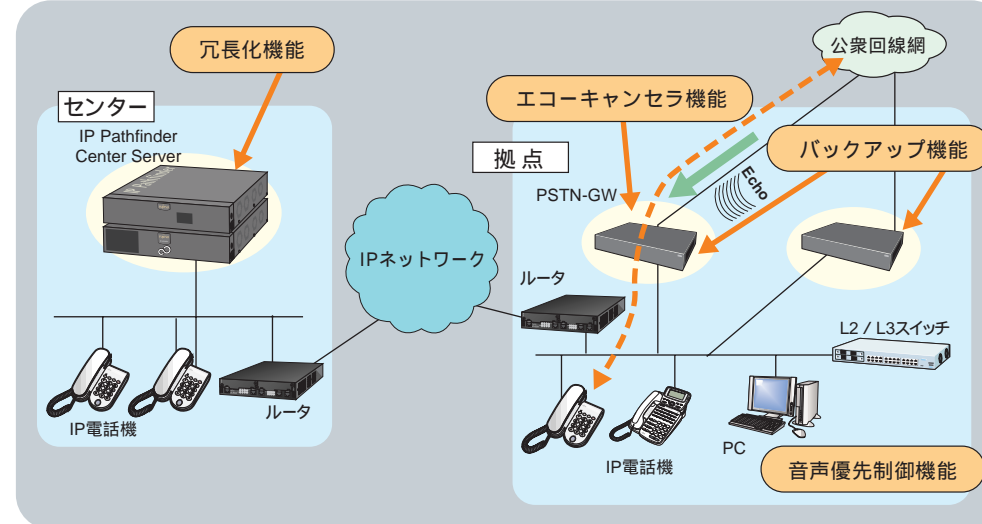 冗長化機能
公衆回線網
エコーキャンセラ機能
センター
IP Pathfinder
Center Server
IP Pathfinder
拠点
バックアップ機能
Echo
PSTN-GW
IPネットワーク
ルータ
L2 / L3スイッチ
ルータ
IP電話機
IP電話機
PC
音声優先制御機能